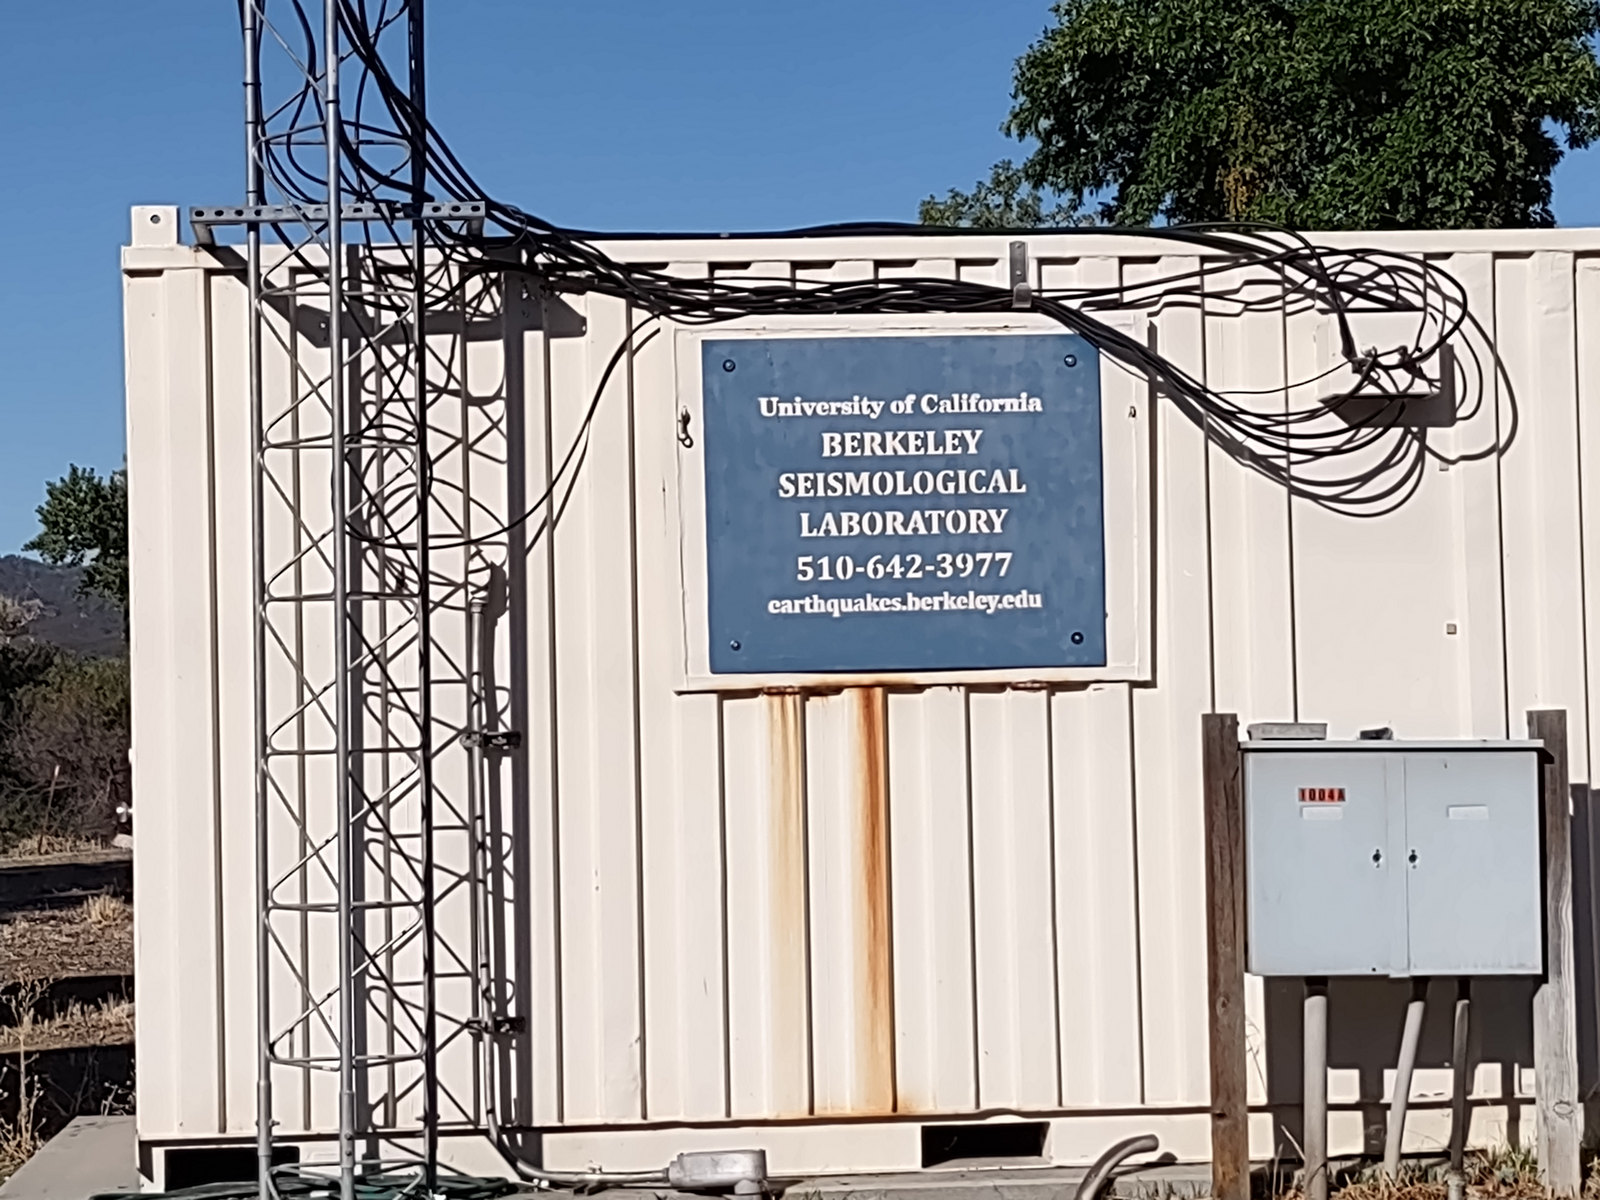 University of California
BERKELEY
SEISMOLOGICAL
LABORATORY
510-642-3977
earthquakes.berkeley.edu
1004A